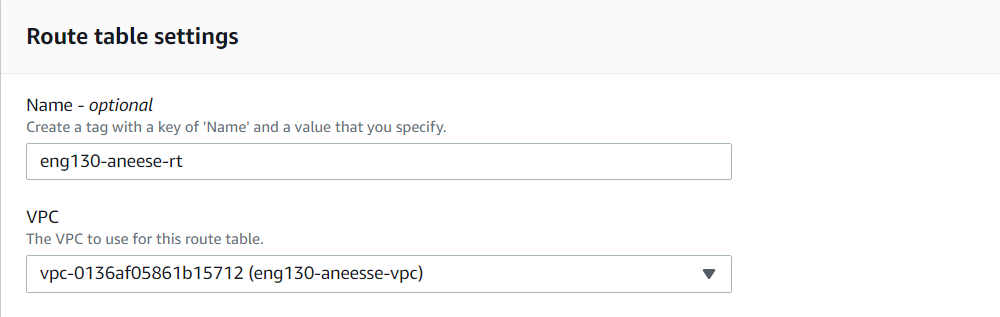 Route table settings
Name - optional
Create a tag with a key of 'Name' and a value that you specify.
eng130-aneese-rt
VPC
The VPC to use for this route table.
vpc-0136af05861b15712 (eng130-aneesse-vpc)